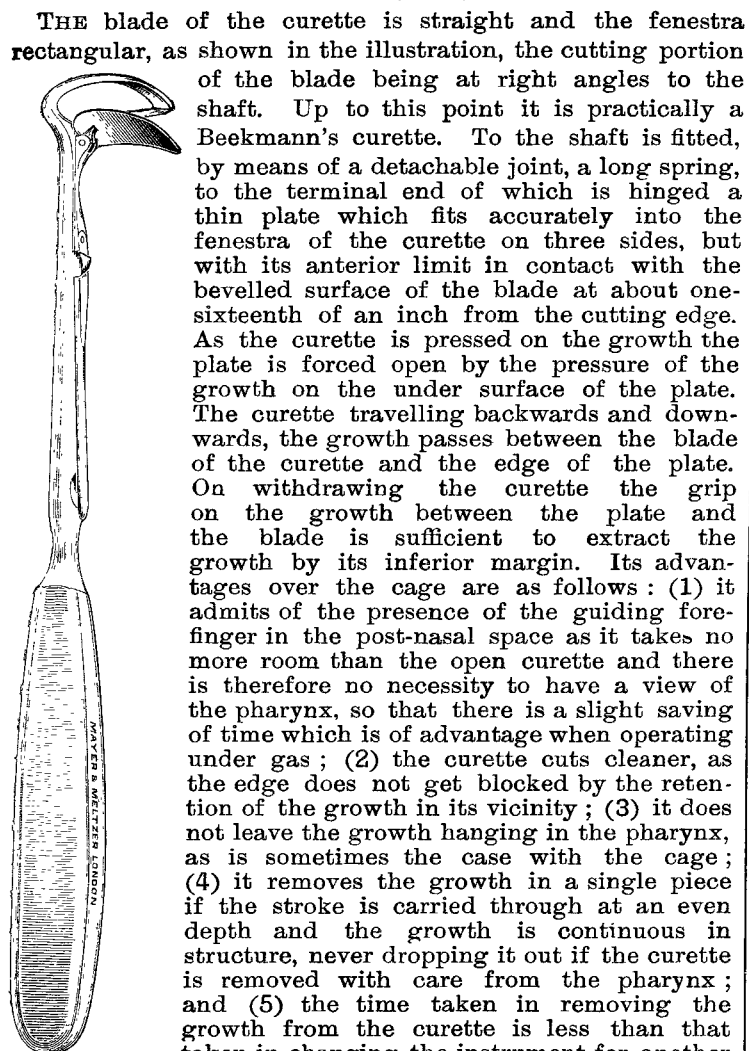 THE blade of the curette is straight and the fenestra
rectangular, as shown in the illustration, the cutting portion
of the blade being at right angles to the
shaft. Up to this point it is practically a
Beekmann's curette. To the shaft is fitted,
by means of a detachable joint, a long spring,
to the terminal end of which is hinged a
thin plate which fits accurately into the
fenestra of the curette on three sides, but
with its anterior limit in contact with the
bevelled surface of the blade at about one-
sixteenth of an inch from the cutting edge.
As the curette is pressed on the growth the
plate is forced open by the pressure of the
growth on the under surface of the plate.
The curette travelling backwards and down-
wards, the growth passes between the blade
of the curette and the edge of the plate.
On withdrawing the curette the grip
on the growth between the plate and
the blade is sufficient to extract the
growth by its inferior margin. Its advan-
tages over the cage are as follows : (1) it
admits of the presence of the guiding fore-
finger in the post-nasal space as it takes no
more room than the open curette and there
is therefore no necessity to have a view of
the pharynx, so that there is a slight saving
of time which is of advantage when operating
under gas ; (2) the curette cuts cleaner, as
the edge does not get blocked by the reten-
tion of the growth in its vicinity ; (3) it does
not leave the growth hanging in the pharynx,
as is sometimes the case with the cage ;
(4) it removes the growth in a single piece
if the stroke is carried through at an even
depth and the growth is continuous in
structure, never dropping it out if the curette
is removed with care from the pharynx ;
and (5) the time taken in removing the
growth from the curette is less than that
taken in changing the instrument for another
MAYER & MELTZER LONDON